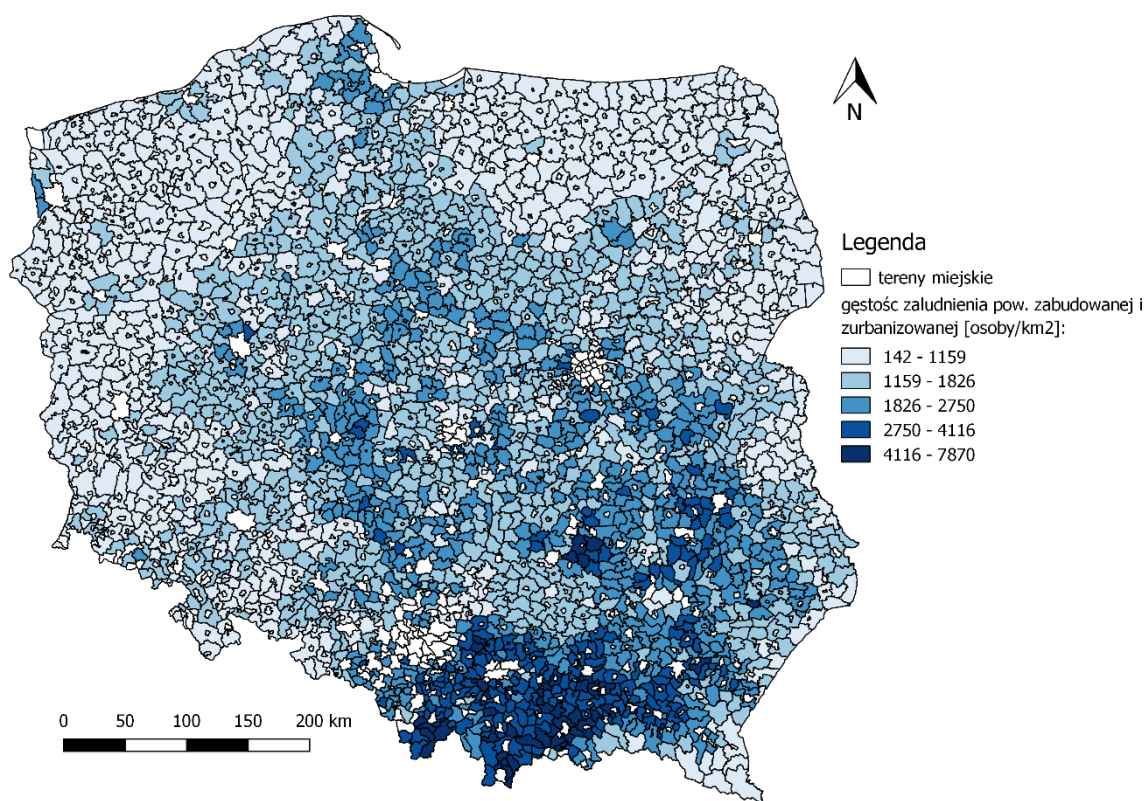 N
Legenda
tereny miejskie
gęstośc zaludnienia pow. zabudowanej i
zurbanizowanej [osoby/km2]:
142 - 1159
1159 - 1826
1826 - 2750
2750 - 4116
4116 - 7870
0 50 100 150 200 km